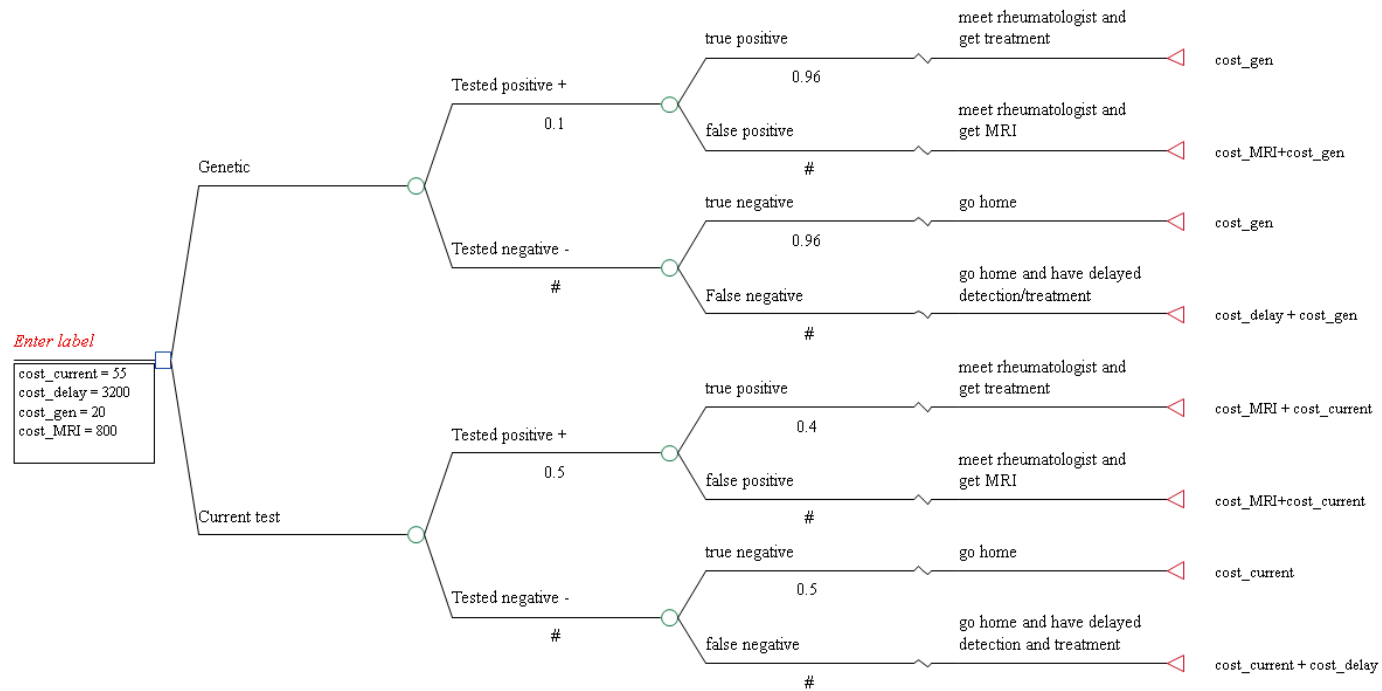 meet rheumatologist and
get treatment
true positive
0.96
cost_gen
Tested positive +
0.1
meet rheumatologist and
get MRI
false positive
#
cost_MRI+cost_gen
Genetic
true negative
go home
0.96
cost_gen
Tested negative -
#
go home and have delayed
detection/treatment
False negative
#
cost_delay + cost_gen
Enter label
cost_current = 55
cost_delay = 3200
cost_gen = 20
cost_MRI = 800
meet rheumatologist and
get treatment
true positive
0.4
cost_MRI + cost_current
Tested positive +
0.5
meet rheumatologist and
get MRI
false positive
#
cost_MRI+cost_current
Current test
true negative
go home
0.5
cost_current
Tested negative -
#
go home and have delayed
detection and treatment
false negative
#
cost_current + cost_delay